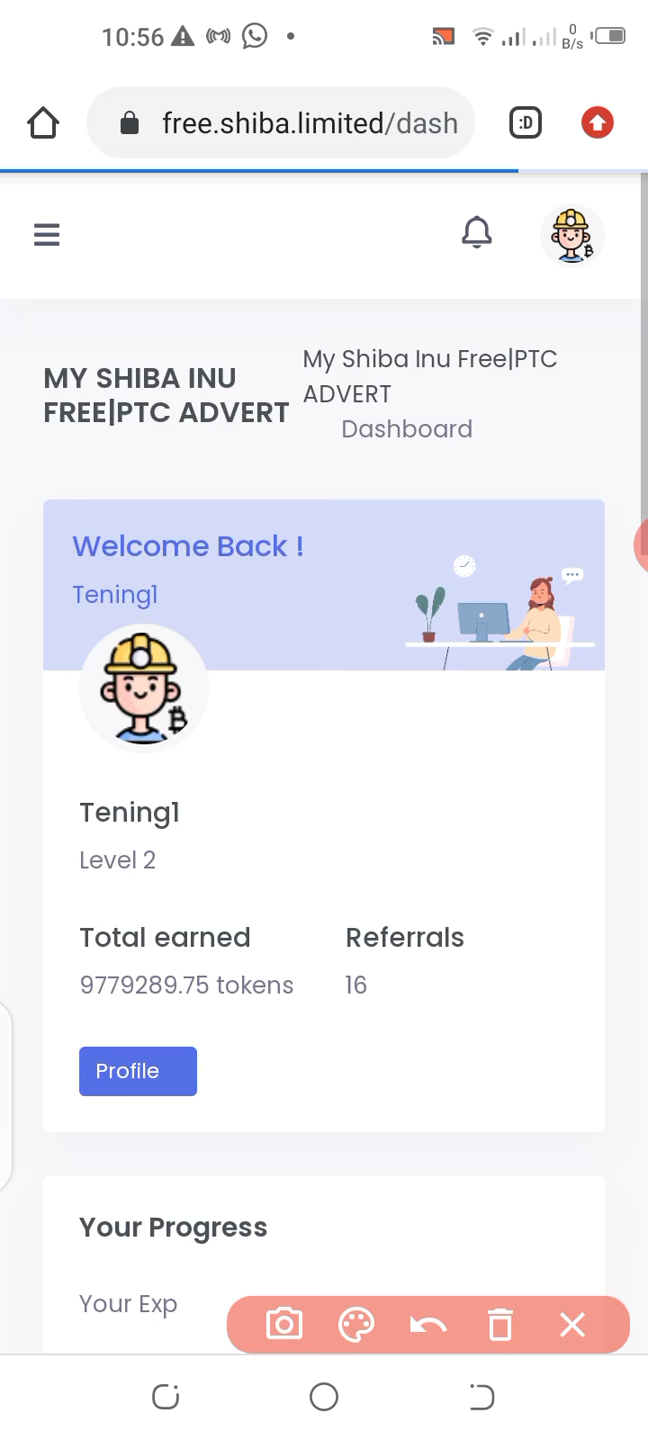 10:56
0
B/s
free.shiba.limited/dash
:D
MY SHIBA INU
FREE|PTC ADVERT
My Shiba Inu Free|PTC
ADVERT
Dashboard
Welcome Back !
Tening1
Tening1
Level 2
Total earned
Referrals
9779289.75 tokens
16
Profile
Your Progress
Your Exp